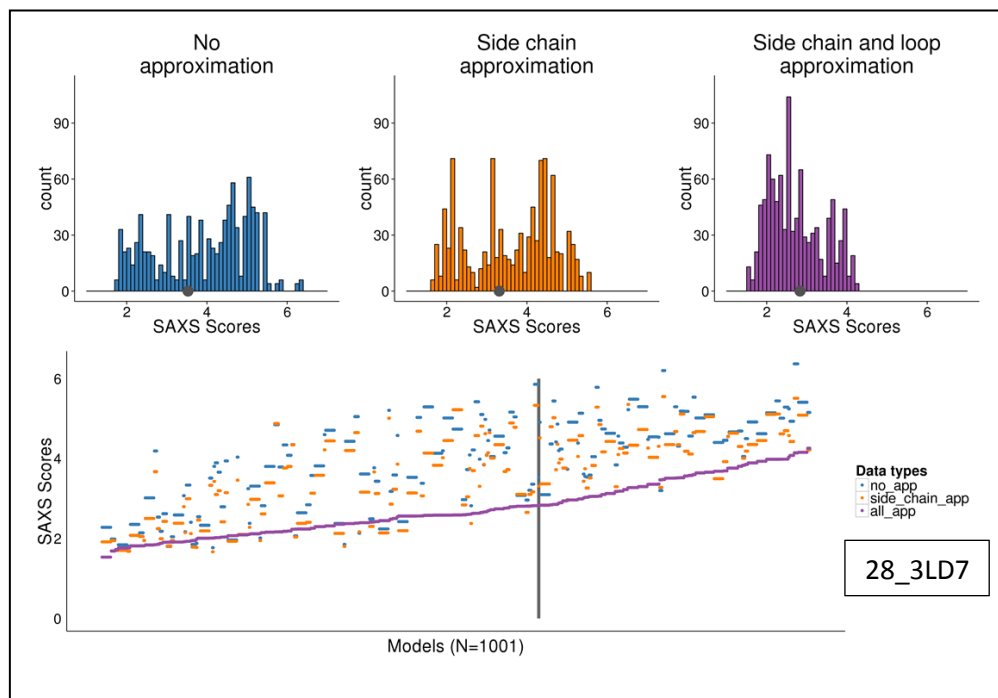 No
approximation
Side chain
approximation
Side chain and loop
approximation
count
90
60
30
0
2
4
6
SAXS Scores
count
90
60
30
0
2
4
6
SAXS Scores
count
90
60
30
0
2
4
6
SAXS Scores
SAXS Scores
6
4
2
0
Models (N=1001)
Data types
no_app
side_chain_app
all_app
28_3LD7